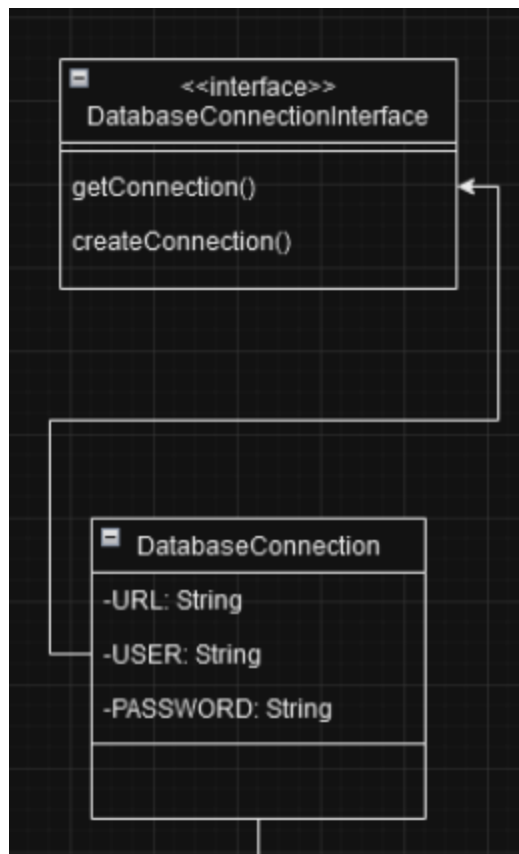 <<interface>>
DatabaseConnectionInterface
getConnection()
createConnection()
DatabaseConnection
-URL: String
-USER: String
-PASSWORD: String